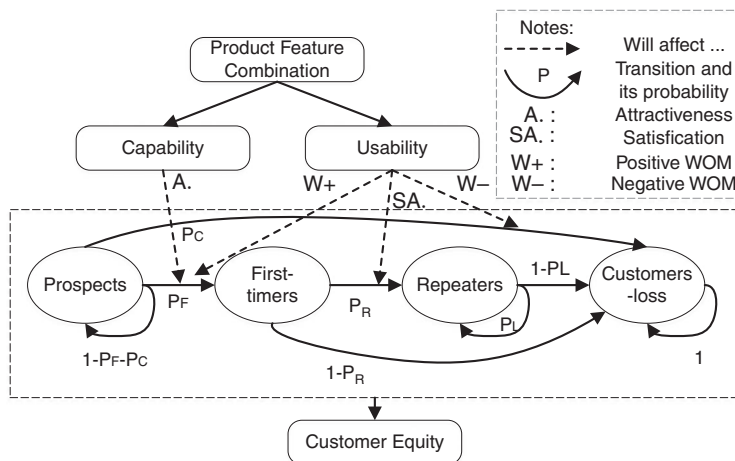 Product Feature
Combination
Capability
Usability
Notes:
Will affect ...
P
Transition and
its probability
A. :
Attractiveness
SA. :
Satisfication
W+ :
Positive WOM
W– :
Negative WOM
A.
W+
SA.
W–
PC
Prospects
PF
First-
timers
PR
Repeaters
1-PL
Customers
-loss
PL
1-PF-PC
1-PR
1
Customer Equity